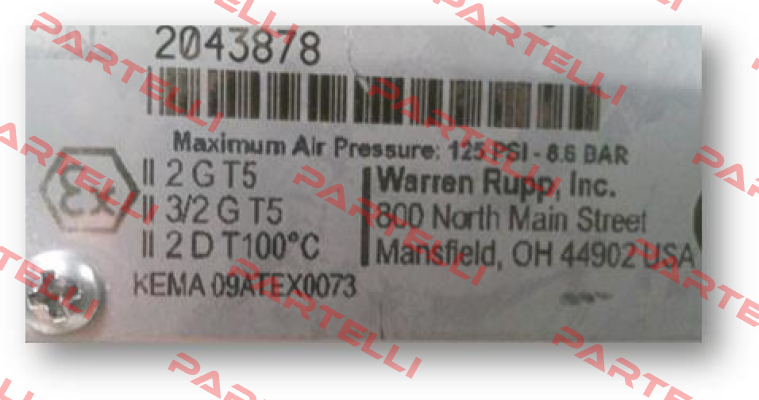 2043878
Maximum Air Pressure: 125 PSI - 8.6 BAR
II 2 G T5
II 3/2 G T5
II 2 D T100°C
KEMA 09ATEX0073
Warren Rupp, Inc.
800 North Main Street
Mansfield, OH 44902 USA
Ex
PARTELLI
PARTELLI
PARTELLI
PARTELLI
PARTELLI
PARTELLI